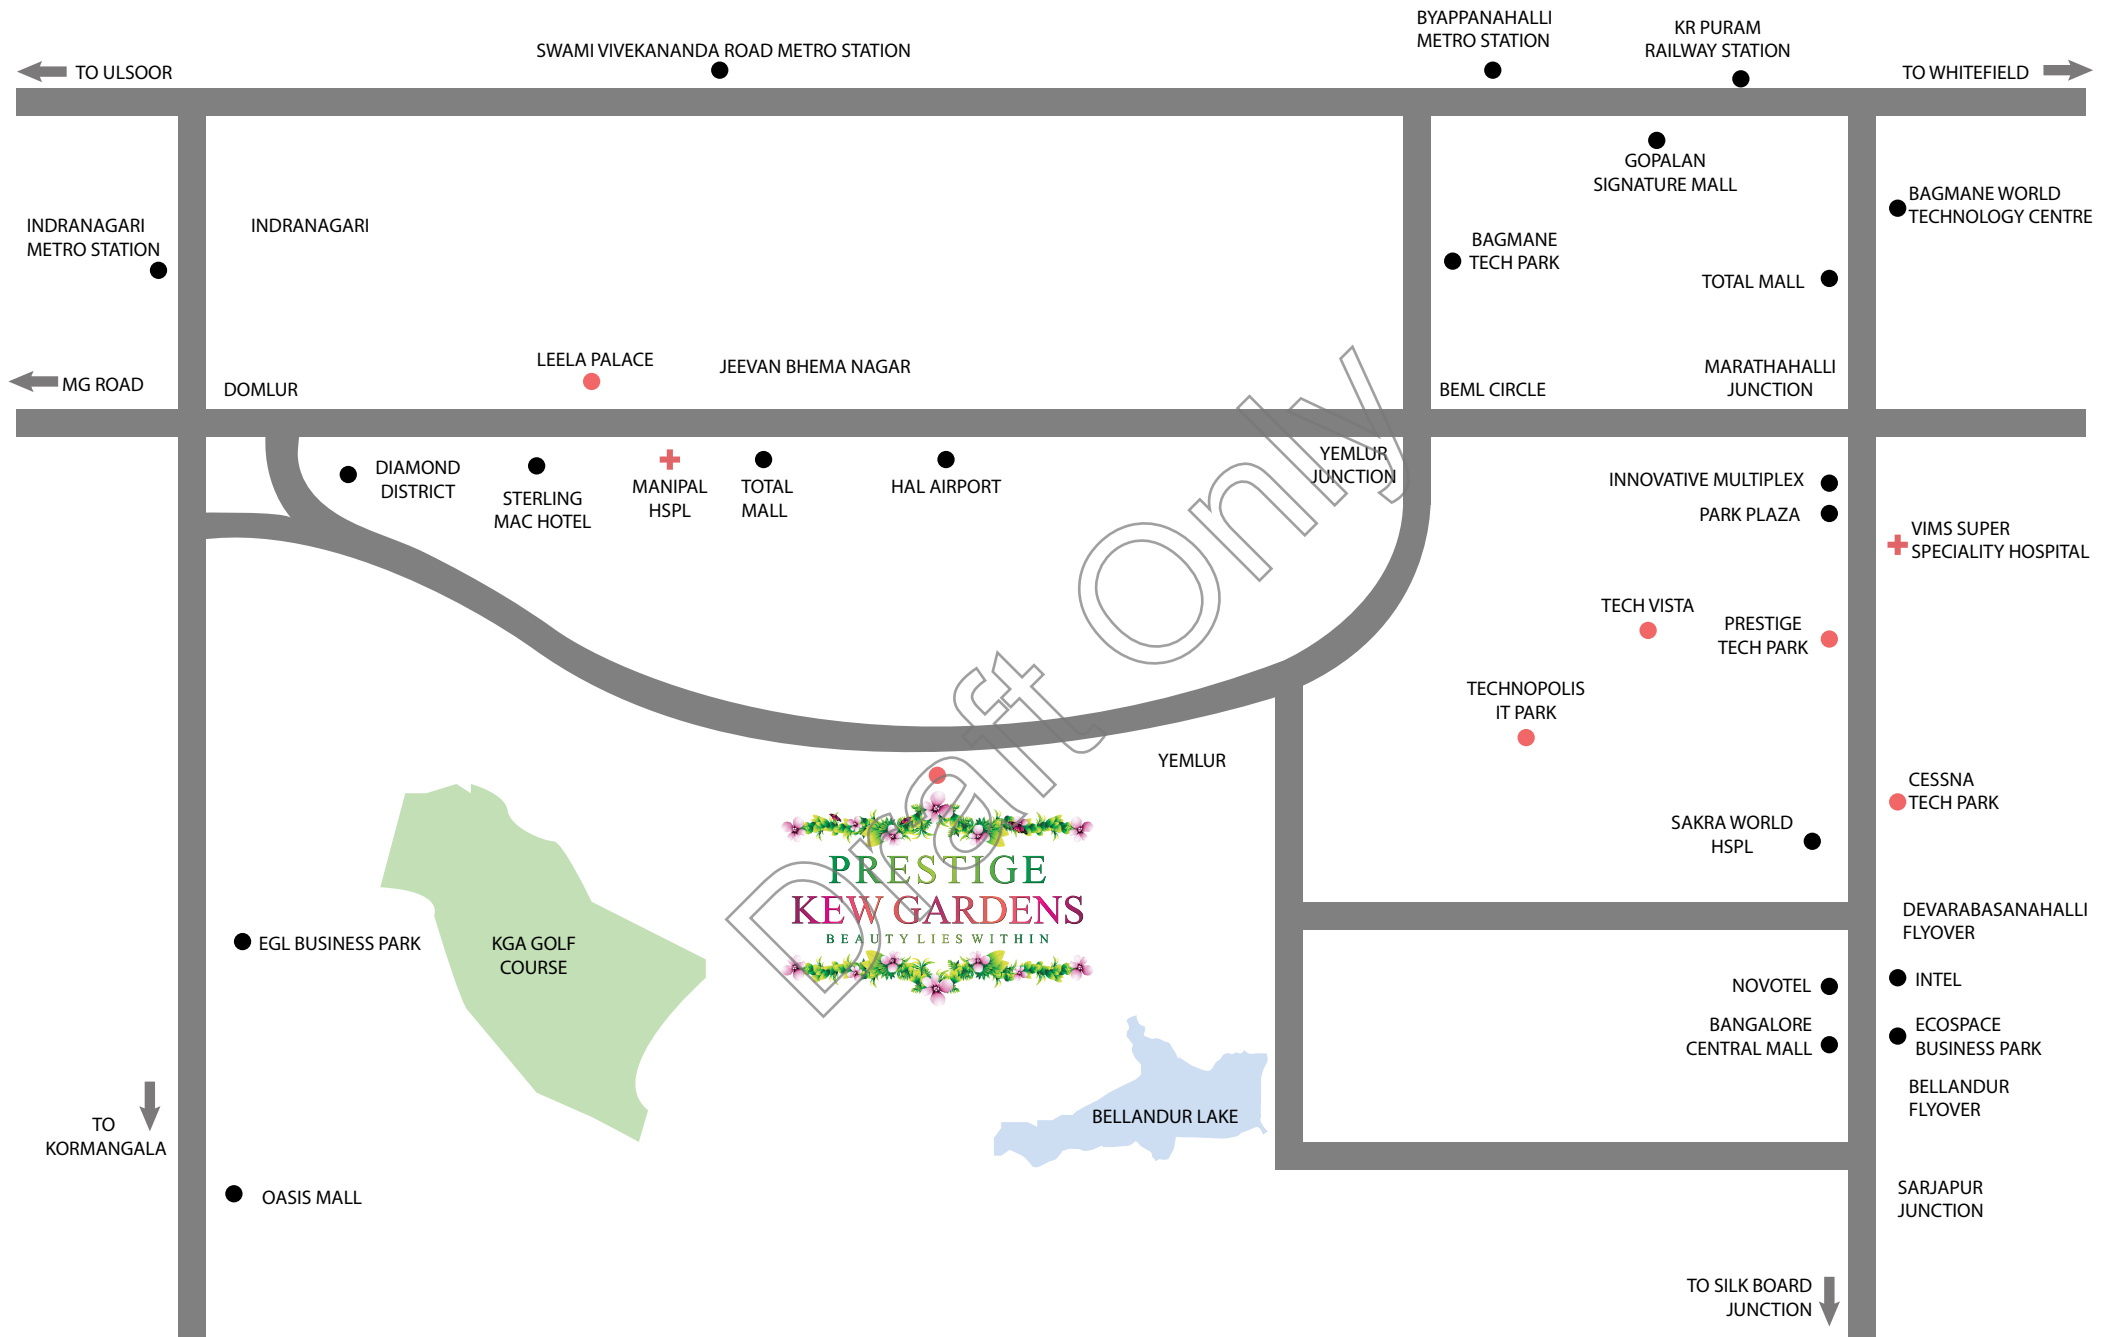 BYAPPANAHALLI
METRO STATION
KR PURAM
RAILWAY STATION
SWAMI VIVEKANANDA ROAD METRO STATION
TO ULSOOR
TO WHITEFIELD
GOPALAN
SIGNATURE MALL
BAGMANE WORLD
TECHNOLOGY CENTRE
INDRANAGARI
METRO STATION
INDRANAGARI
BAGMANE
TECH PARK
TOTAL MALL
LEELA PALACE
JEEVAN BHEMA NAGAR
MARATHAHALLI
JUNCTION
MG ROAD
DOMLUR
BEML CIRCLE
DIAMOND
DISTRICT
STERLING
MAC HOTEL
MANIPAL
HSPL
TOTAL
MALL
HAL AIRPORT
YEMLUR
JUNCTION
INNOVATIVE MULTIPLEX
PARK PLAZA
VIMS SUPER
SPECIALITY HOSPITAL
TECH VISTA
PRESTIGE
TECH PARK
TECHNOPOLIS
IT PARK
YEMLUR
CESSNA
TECH PARK
SAKRA WORLD
HSPL
PRESTIGE
KEW GARDENS
BEAUTY LIES WITHIN
Draft Only
DEVARABASANAHALLI
FLYOVER
EGL BUSINESS PARK
KGA GOLF
COURSE
NOVOTEL
INTEL
BANGALORE
CENTRAL MALL
ECOSPACE
BUSINESS PARK
BELLANDUR
FLYOVER
BELLANDUR LAKE
TO
KORMANGALA
OASIS MALL
SARJAPUR
JUNCTION
TO SILK BOARD
JUNCTION